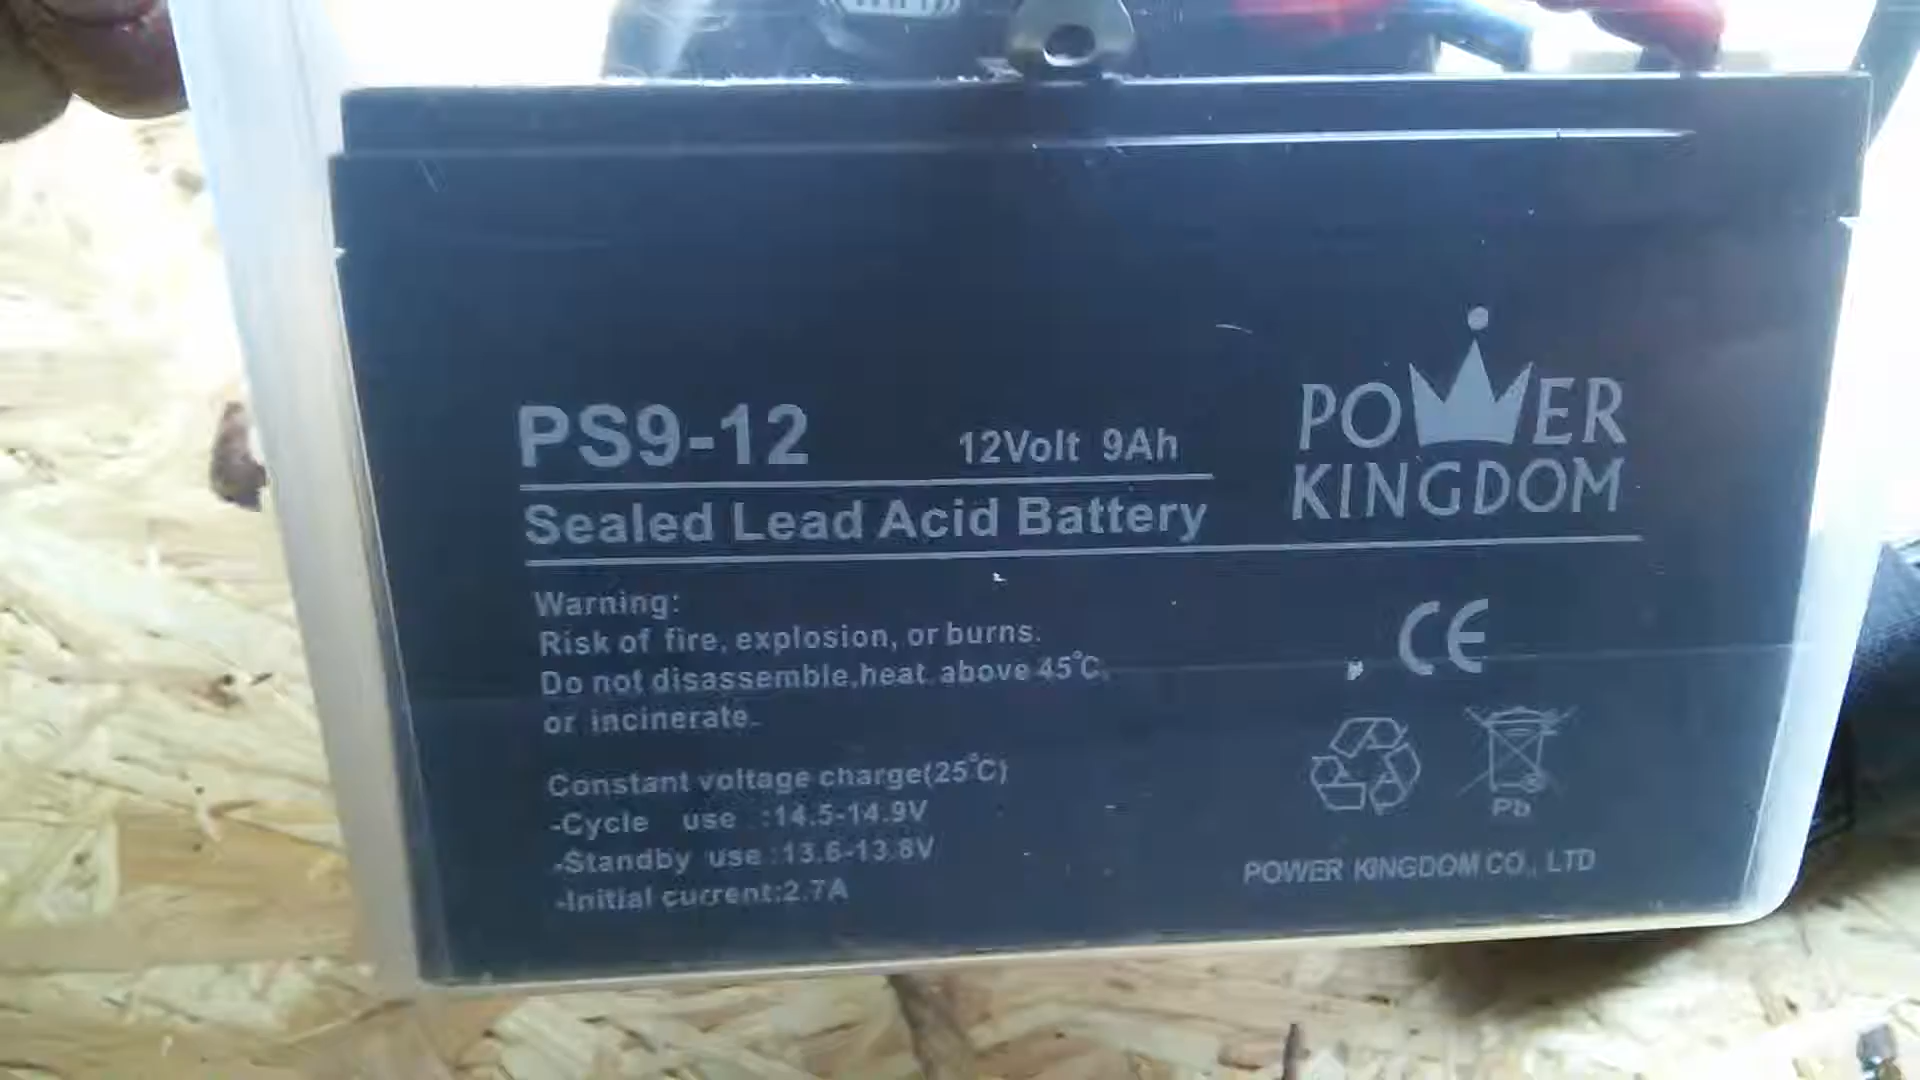 PS9-12 12Volt 9Ah
Sealed Lead Acid Battery
POWER
KINGDOM
Warning:
Risk of fire, explosion, or burns.
Do not disassemble,heat above 45°C,
or incinerate.
Constant voltage charge(25°C)
-Cycle use :14.5-14.9V
-Standby use :13.6-13.8V
-Initial current:2.7A
CE
Pb
POWER KINGDOM CO., LTD